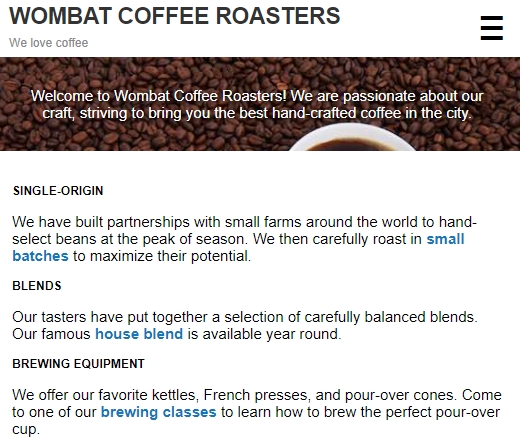 WOMBAT COFFEE ROASTERS
We love coffee
Welcome to Wombat Coffee Roasters! We are passionate about our
craft, striving to bring you the best hand-crafted coffee in the city.
SINGLE-ORIGIN
We have built partnerships with small farms around the world to hand-
select beans at the peak of season. We then carefully roast in small
batches to maximize their potential.
BLENDS
Our tasters have put together a selection of carefully balanced blends.
Our famous house blend is available year round.
BREWING EQUIPMENT
We offer our favorite kettles, French presses, and pour-over cones. Come
to one of our brewing classes to learn how to brew the perfect pour-over
cup.